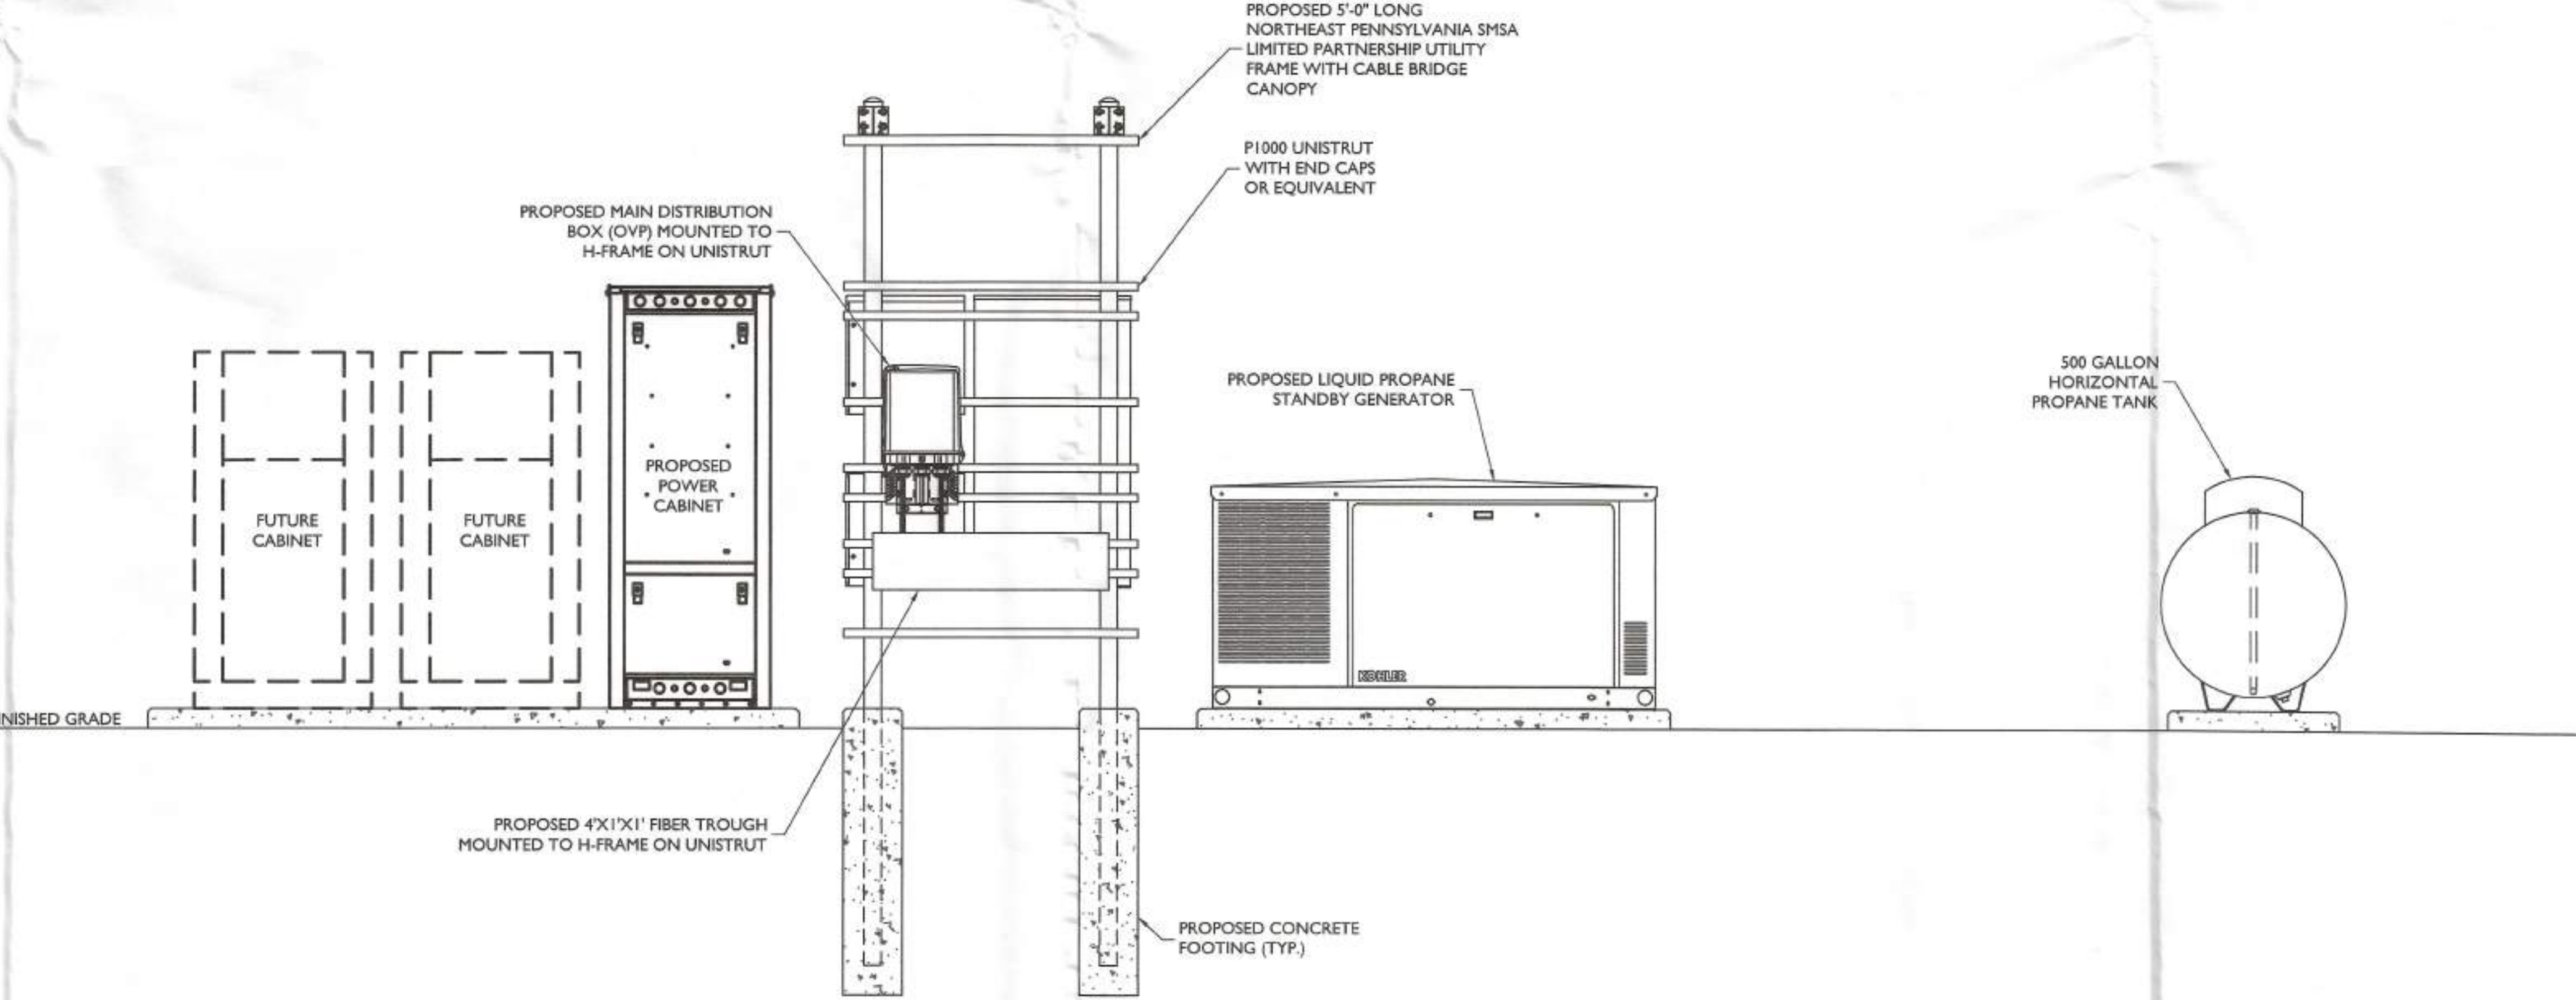 PROPOSED 5'-0" LONG
NORTHEAST PENNSYLVANIA SMSA
LIMITED PARTNERSHIP UTILITY
FRAME WITH CABLE BRIDGE
CANOPY
P1000 UNISTRUT
WITH END CAPS
OR EQUIVALENT
PROPOSED MAIN DISTRIBUTION
BOX (OVP) MOUNTED TO
H-FRAME ON UNISTRUT
500 GALLON
HORIZONTAL
PROPANE TANK
PROPOSED LIQUID PROPANE
STANDBY GENERATOR
PROPOSED
POWER
CABINET
FUTURE
CABINET
FUTURE
CABINET
KOHLER
NISHED GRADE
PROPOSED 4'X1'X1' FIBER TROUGH
MOUNTED TO H-FRAME ON UNISTRUT
PROPOSED CONCRETE
FOOTING (TYP.)